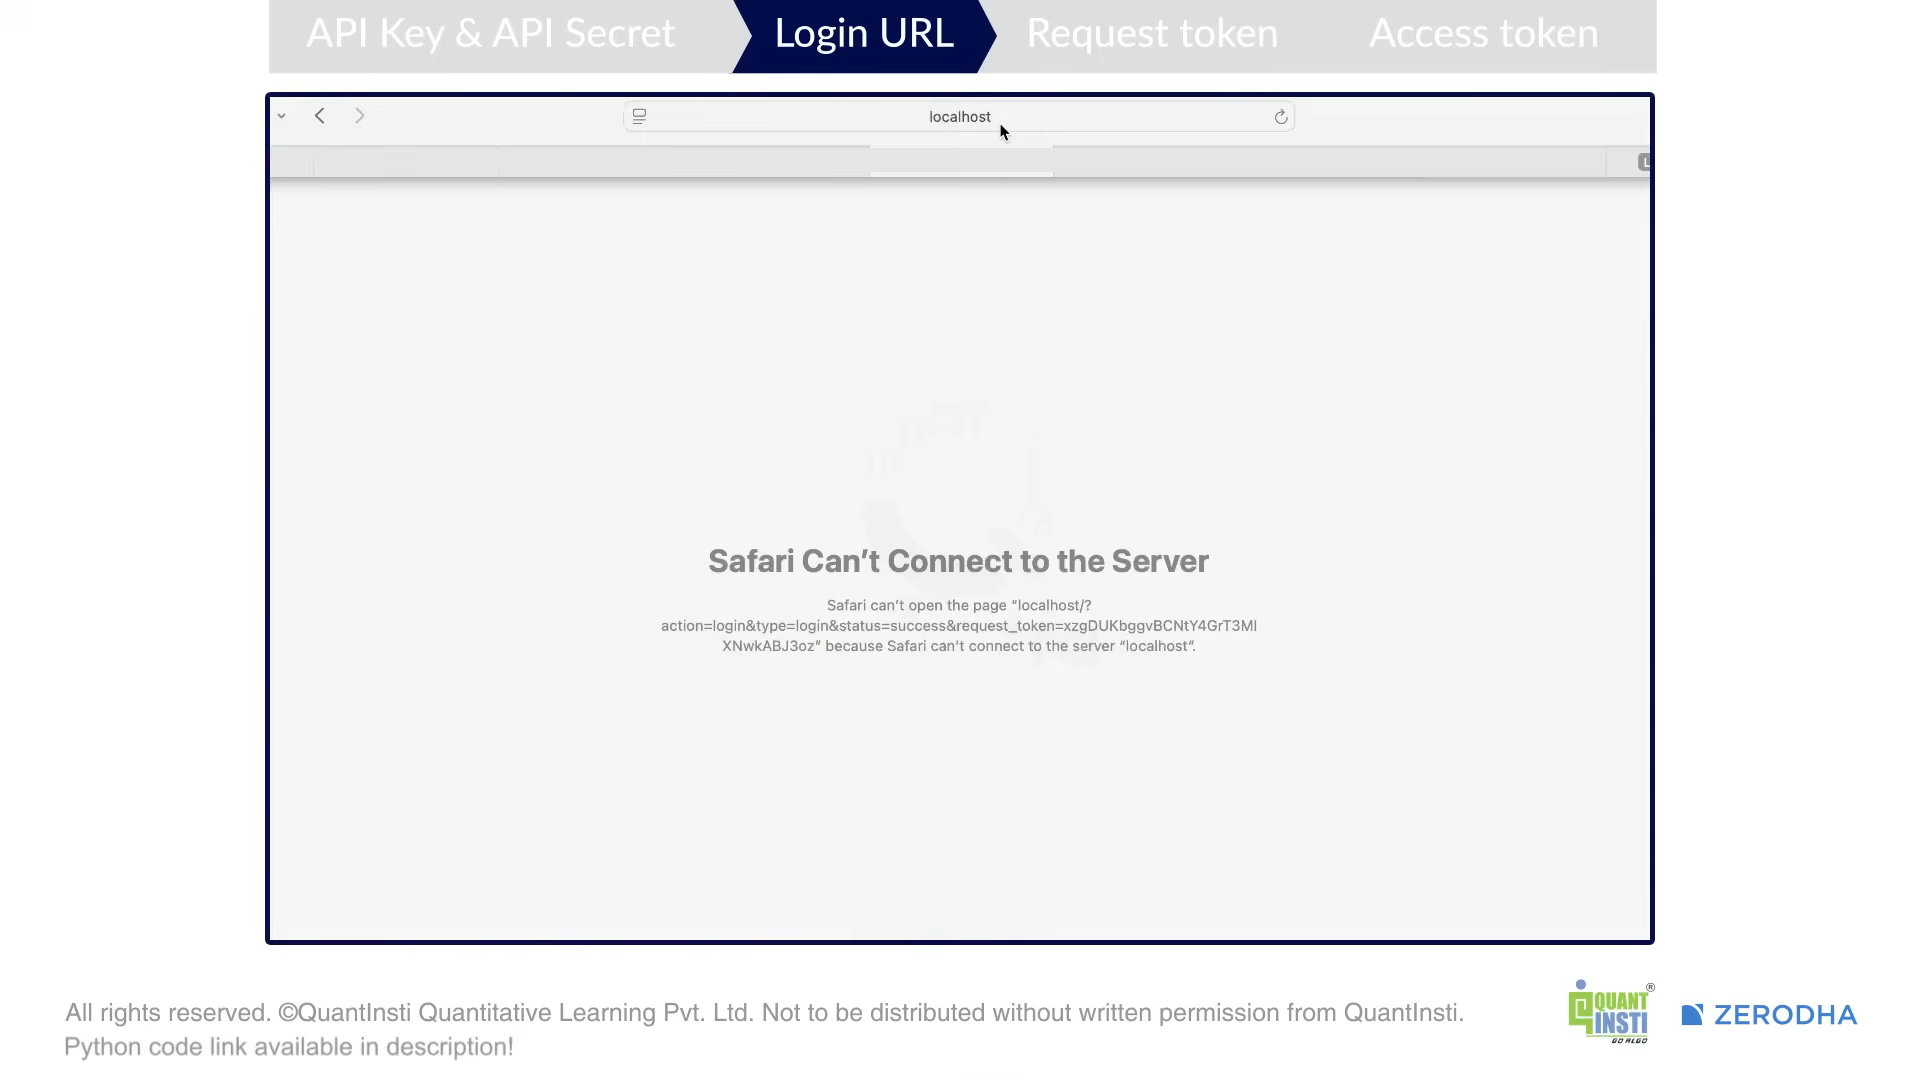 API Key & API Secret
Login URL
Request token
Access token
localhost
L
Safari Can't Connect to the Server
Safari can't open the page “localhost/?
action=login&type=login&status=success&request_token=xzgDUKbggvBCNtY4GrT3MI
XNwkABJ3oz” because Safari can't connect to the server “localhost”.
All rights reserved. ©QuantInsti Quantitative Learning Pvt. Ltd. Not to be distributed without written permission from QuantInsti.
Python code link available in description!
QUANT
INSTI
GO ALGO
®
ZERODHA